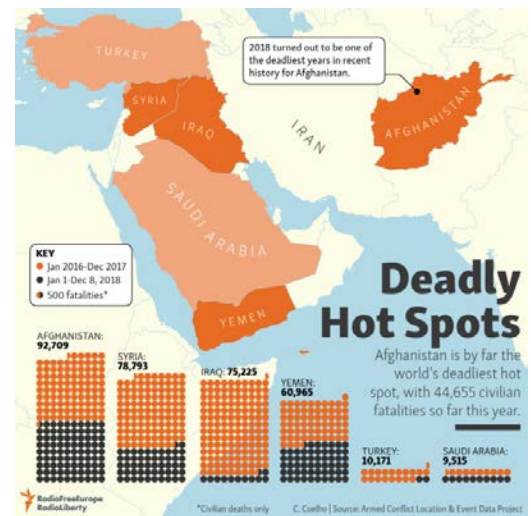 TURKEY
2018 turned out to be one of
the deadliest years in recent
history for Afghanistan.
SYRIA
IRAQ
IRAN
AFGHANISTAN
SAUDI ARABIA
YEMEN
KEY
Jan 2016-Dec 2017
Jan 1-Dec 8, 2018
500 fatalities*
Deadly
Hot Spots
Afghanistan is by far the
world's deadliest hot
spot, with 44,655 civilian
fatalities so far this year.
AFGHANISTAN:
92,709
SYRIA:
78,793
IRAQ: 75,225
YEMEN:
60,965
TURKEY:
10,171
SAUDI ARABIA:
9,515
RadioFreeEurope
RadioLiberty
*Civilian deaths only
C. Coelho | Source: Armed Conflict Location & Event Data Project